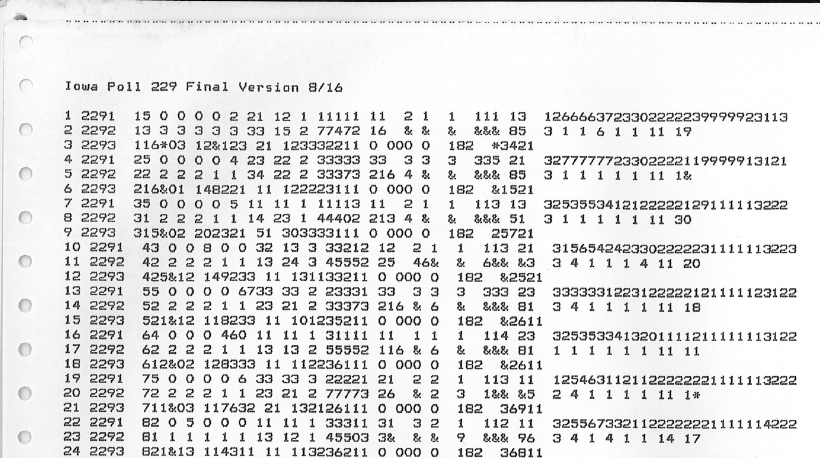 Iowa Poll 229 Final Version 8/16
1 2291 15 0 0 0 0 2 21 12 1 11111 11 2 1 1 111 13 126666372330222223999992 3113
2 2292 13 3 3 3 3 3 33 15 2 77472 16 & & & &&& 85 3 1 1 6 1 1 11 19
3 2293 116*03 12&123 21 123332211 0 000 0 182 *3421
4 2291 25 0 0 0 0 4 23 22 2 33333 33 3 3 3 335 21 327777772330222211999991 3121
5 2292 22 2 2 2 1 1 34 22 2 33373 216 4 & & &&& 85 3 1 1 1 1 1 11 1&
6 2293 216&01 148221 11 122223111 0 000 0 182 &1521
7 2291 35 0 0 0 0 5 11 11 1 11113 11 2 1 1 113 13 3253553412122222129111113222
8 2292 31 2 2 2 1 1 14 23 1 44402 213 4 & & &&& 51 3 1 1 1 1 1 11 30
9 2293 315&02 202321 51 303333111 0 000 0 182 25721
10 2291 43 0 0 8 0 0 32 13 3 33212 12 2 1 1 113 21 3156542423302222231111113223
11 2292 42 2 2 2 1 1 13 24 3 45552 25 46& & 6&& &3 3 4 1 1 1 4 11 20
12 2293 425&12 149233 11 131133211 0 000 0 182 &2521
13 2291 55 0 0 0 0 6733 33 2 23331 33 3 3 3 333 23 3333331223122222121111123122
14 2292 52 2 2 2 1 1 23 21 2 33373 216 & 6 & &&& 81 3 4 1 1 1 1 11 18
15 2293 521&12 118233 11 101235211 0 000 0 182 &2611
16 2291 64 0 0 0 460 11 11 1 31111 11 1 1 1 114 23 3253533413201111121111113122
17 2292 62 2 2 2 1 1 13 13 2 55552 116 & 6 & &&& 81 1 1 1 1 1 1 11 11
18 2293 612&02 128333 11 112236111 0 000 0 182 &2611
19 2291 75 0 0 0 0 6 33 33 3 22221 21 2 2 1 113 11 1254631121122222221111113222
20 2292 72 2 2 2 1 1 23 21 2 77773 26 & 2 3 1&& &5 2 4 1 1 1 1 11 1*
21 2293 711&03 117632 21 132126111 0 000 0 182 36911
22 2291 82 0 5 0 0 0 11 11 1 33311 31 3 2 1 112 11 3255673321122222221111114222
23 2292 81 1 1 1 1 1 13 12 1 45503 3& & & 9 &&& 96 3 4 1 4 1 1 14 17
24 2293 821&13 114311 11 113236211 0 000 0 182 36811